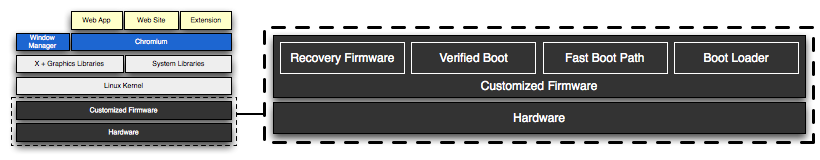 Web App
Web Site
Extension
Window
Manager
Chromium
X + Graphics Libraries
System Libraries
Linux Kernel
Customized Firmware
Hardware
Recovery Firmware
Verified Boot
Fast Boot Path
Boot Loader
Customized Firmware
Hardware